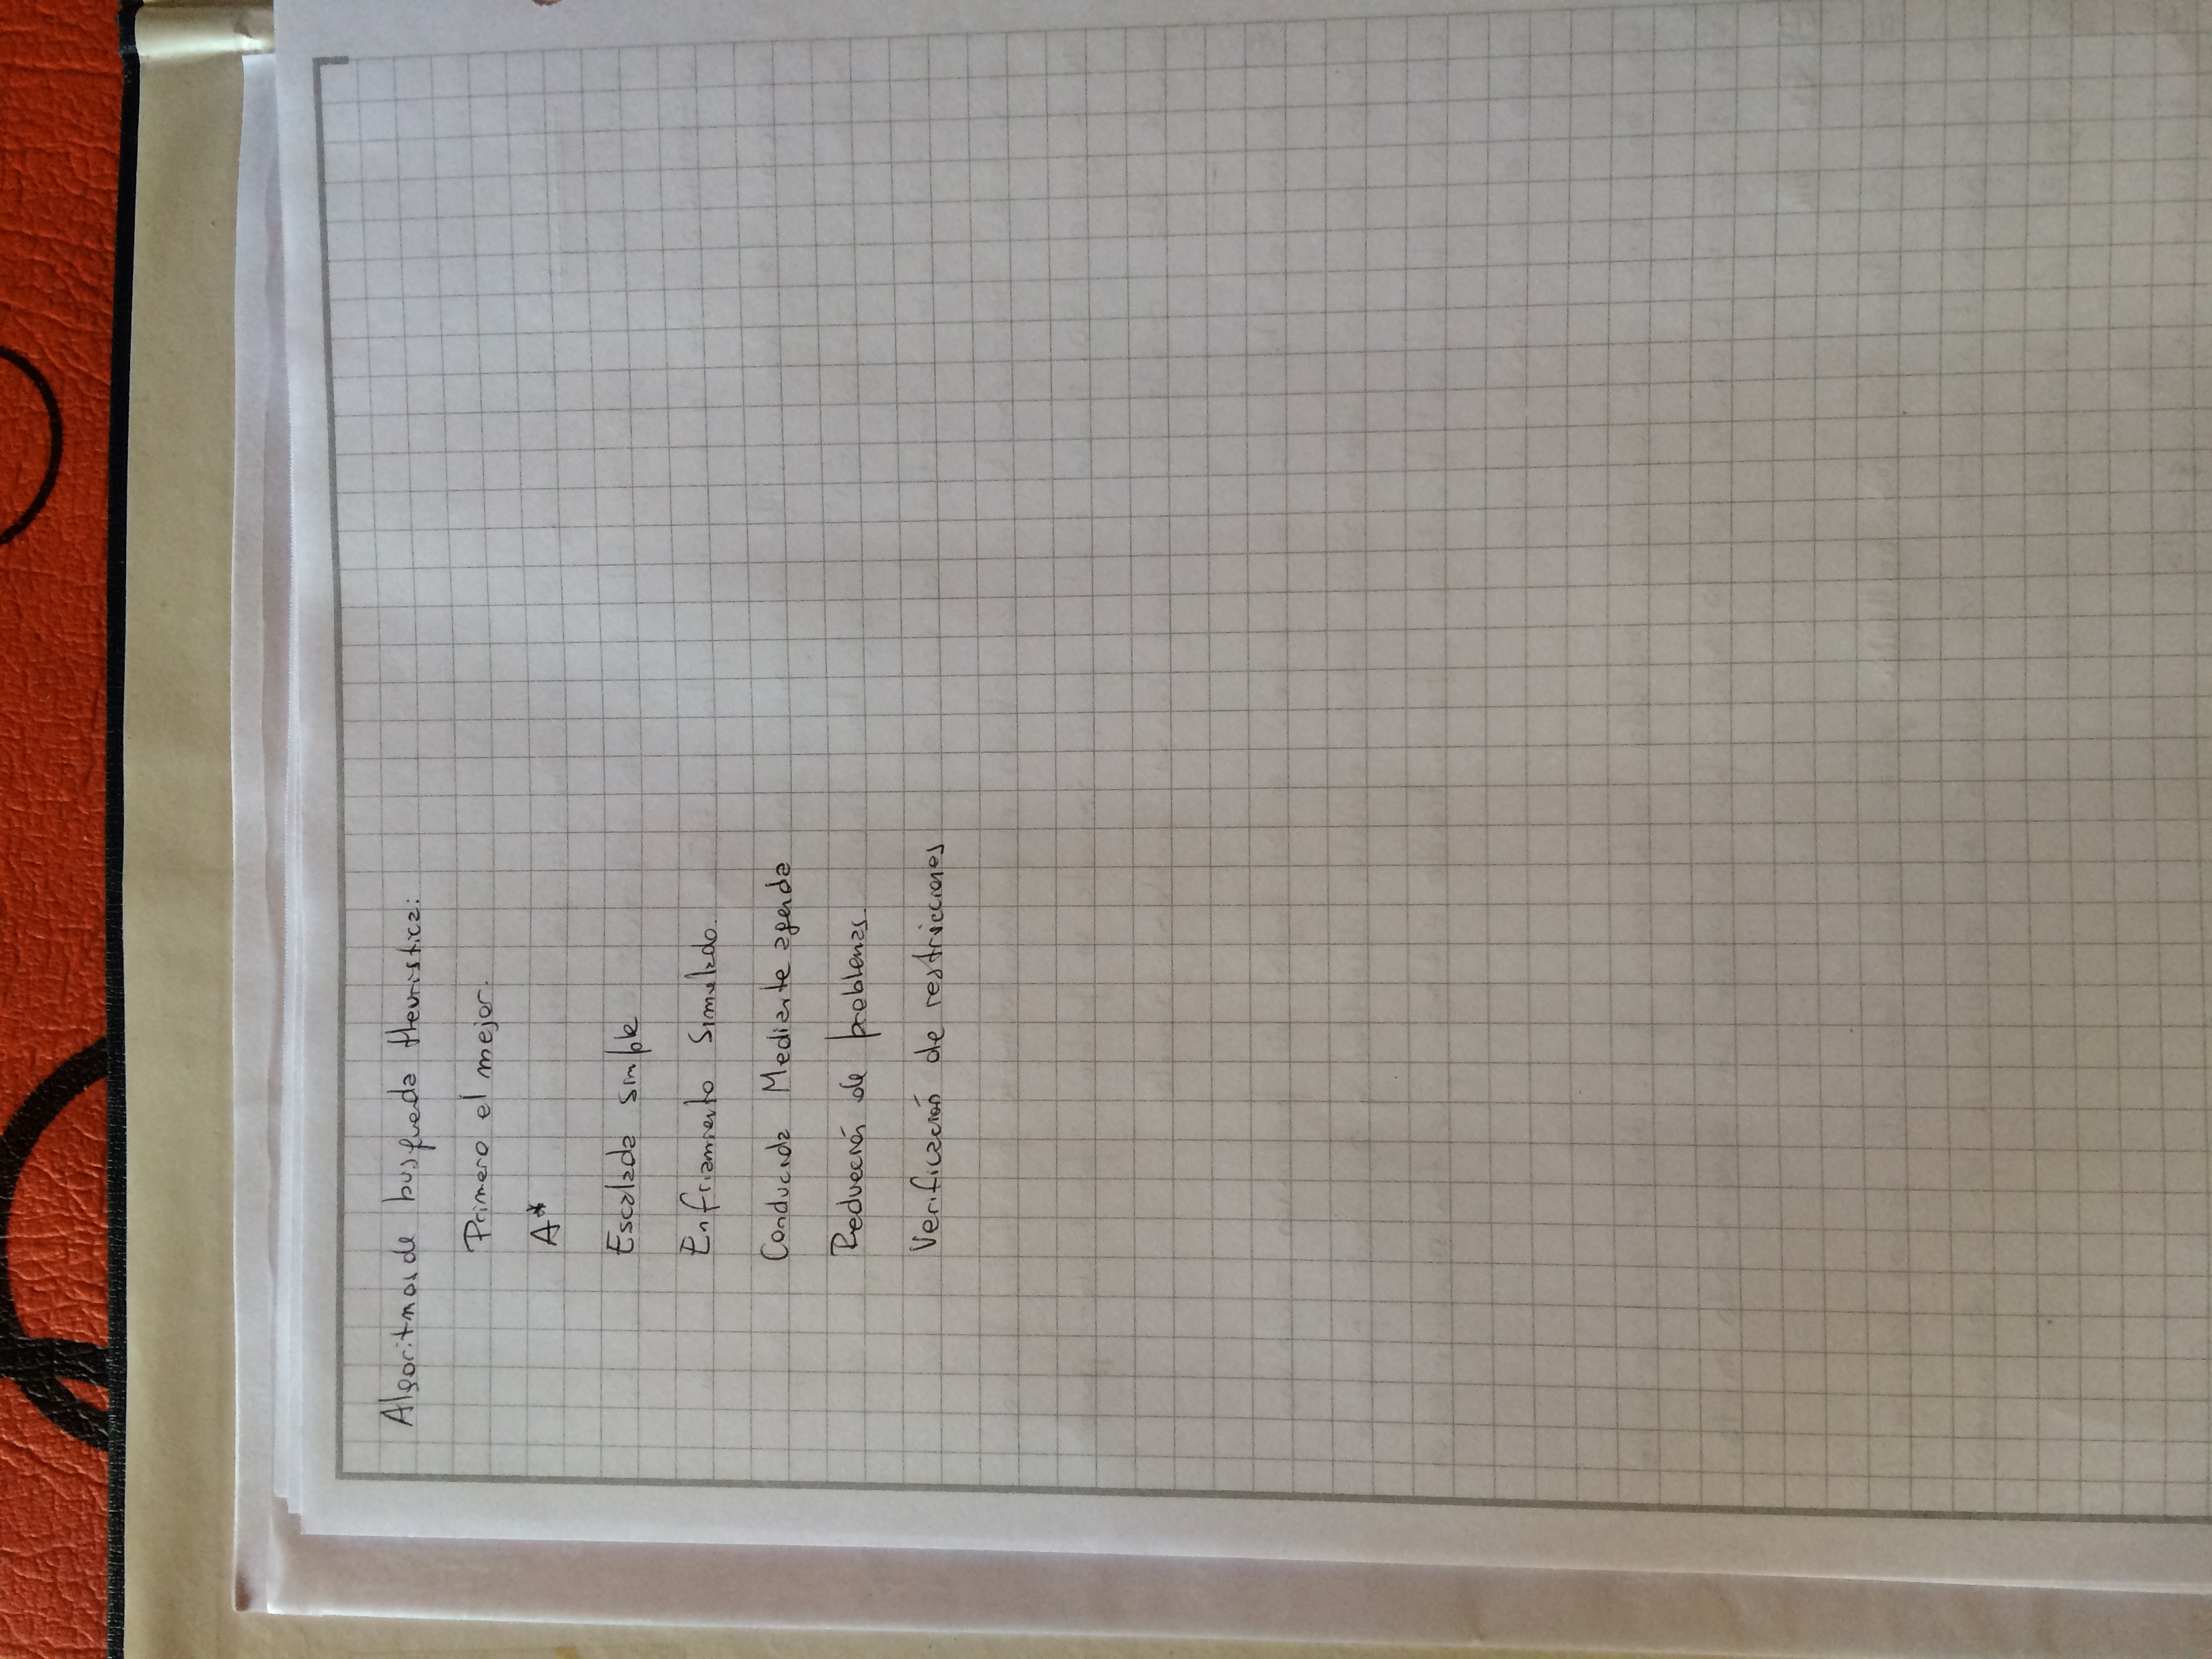 Algoritmos de busqueda Heuristica:
Primero el mejor.
A*
Escalada simple
Enfriamiento Simulado.
Conducida Mediante agenda
Reducción de problemas.
Verificación de restricciones